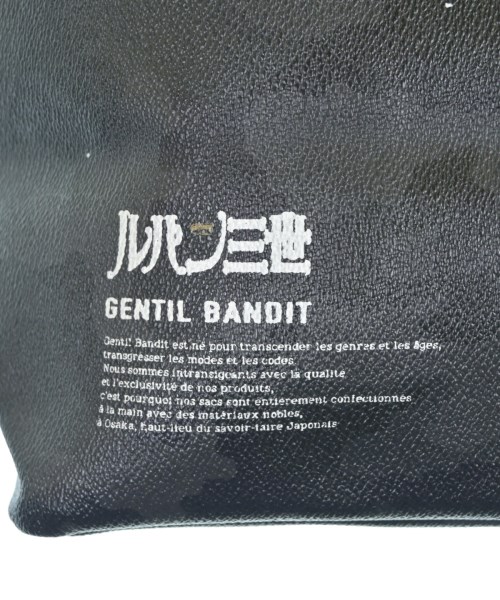 ルパン三世
GENTIL BANDIT
Gentil Bandit est né pour transcender les genres et les âges,
transgresser les modes et les codes.
Nous sommes intransigeants avec la qualité
et l'exclusivité de nos produits,
c'est pourquoi nos sacs sont entièrement confectionnés
à la main avec des matériaux nobles,
à Osaka, haut-lieu du savoir-faire Japonais